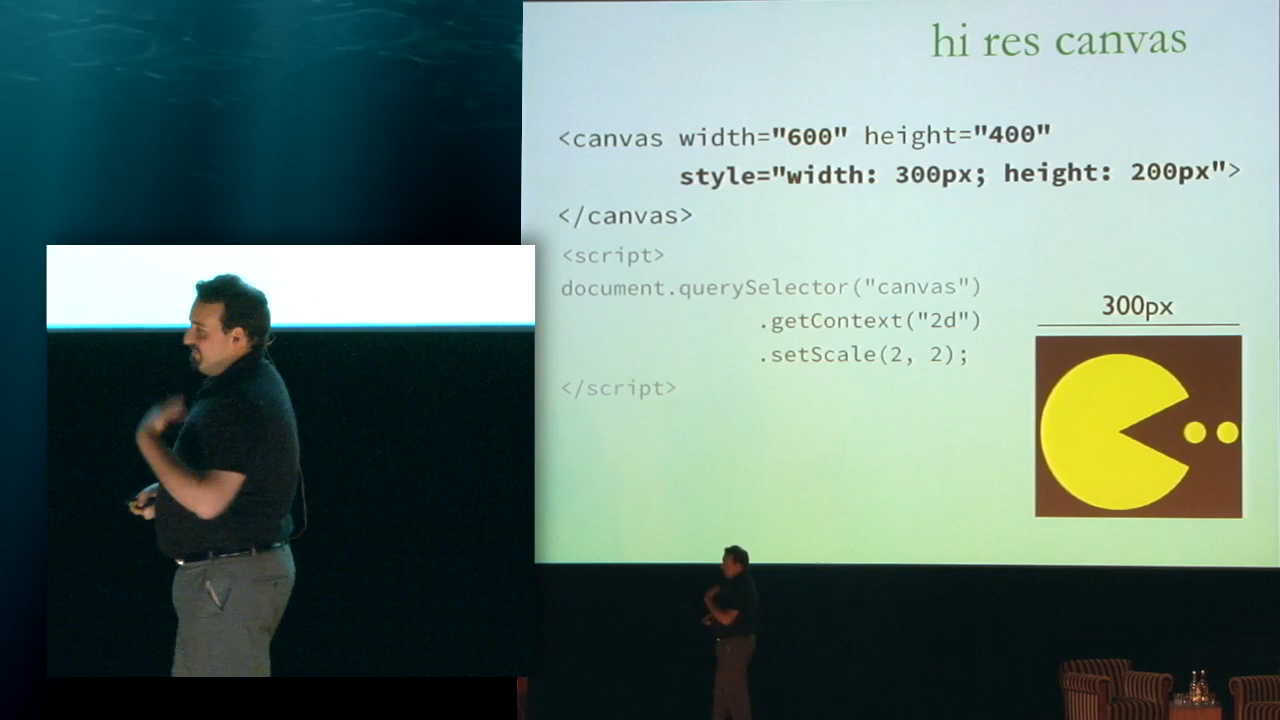 hi res canvas
<canvas width="600" height="400"
style="width: 300px; height: 200px">
</canvas>
<script>
document.querySelector("canvas")
.getContext("2d")
.setScale(2, 2);
</script>
300px